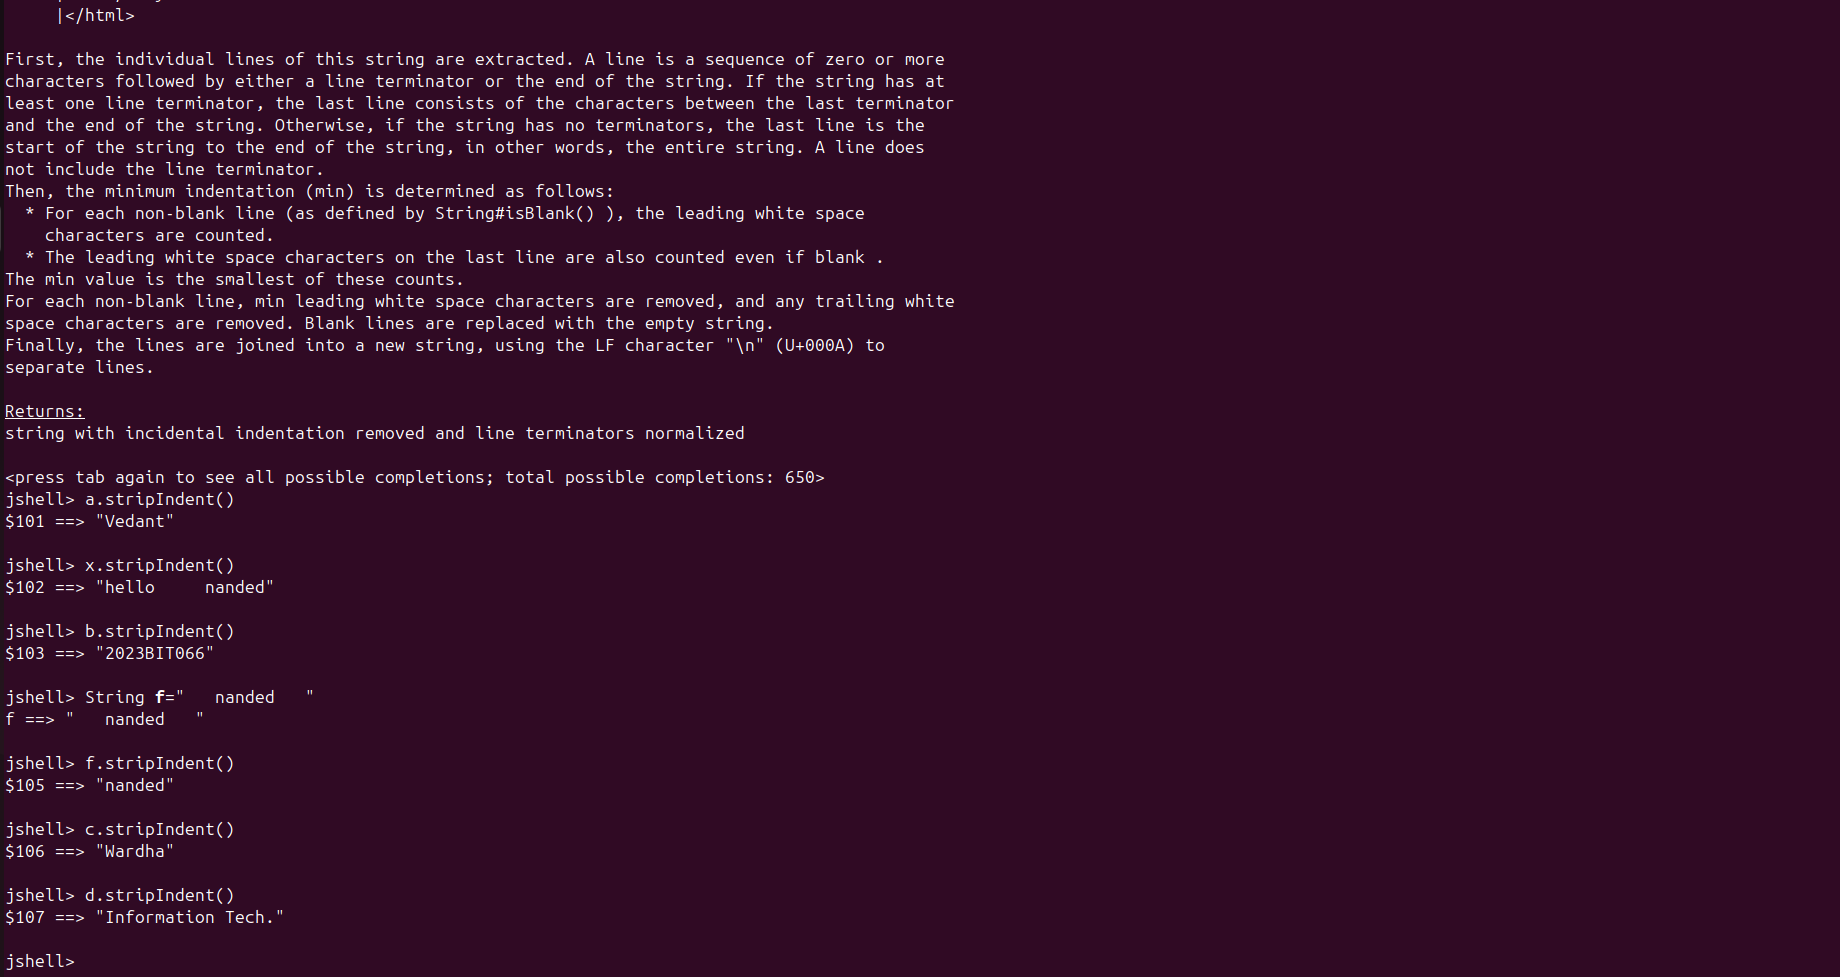 |</html>
First, the individual lines of this string are extracted. A line is a sequence of zero or more
characters followed by either a line terminator or the end of the string. If the string has at
least one line terminator, the last line consists of the characters between the last terminator
and the end of the string. Otherwise, if the string has no terminators, the last line is the
start of the string to the end of the string, in other words, the entire string. A line does
not include the line terminator.
Then, the minimum indentation (min) is determined as follows:
  * For each non-blank line (as defined by String#isBlank() ), the leading white space
    characters are counted.
  * The leading white space characters on the last line are also counted even if blank .
The min value is the smallest of these counts.
For each non-blank line, min leading white space characters are removed, and any trailing white
space characters are removed. Blank lines are replaced with the empty string.
Finally, the lines are joined into a new string, using the LF character "\n" (U+000A) to
separate lines.
Returns:
string with incidental indentation removed and line terminators normalized
<press tab again to see all possible completions; total possible completions: 650>
jshell> a.stripIndent()
$101 ==> "Vedant"
jshell> x.stripIndent()
$102 ==> "hello     nanded"
jshell> b.stripIndent()
$103 ==> "2023BIT066"
jshell> String f="   nanded   "
f ==> "   nanded   "
jshell> f.stripIndent()
$105 ==> "nanded"
jshell> c.stripIndent()
$106 ==> "Wardha"
jshell> d.stripIndent()
$107 ==> "Information Tech."
jshell>